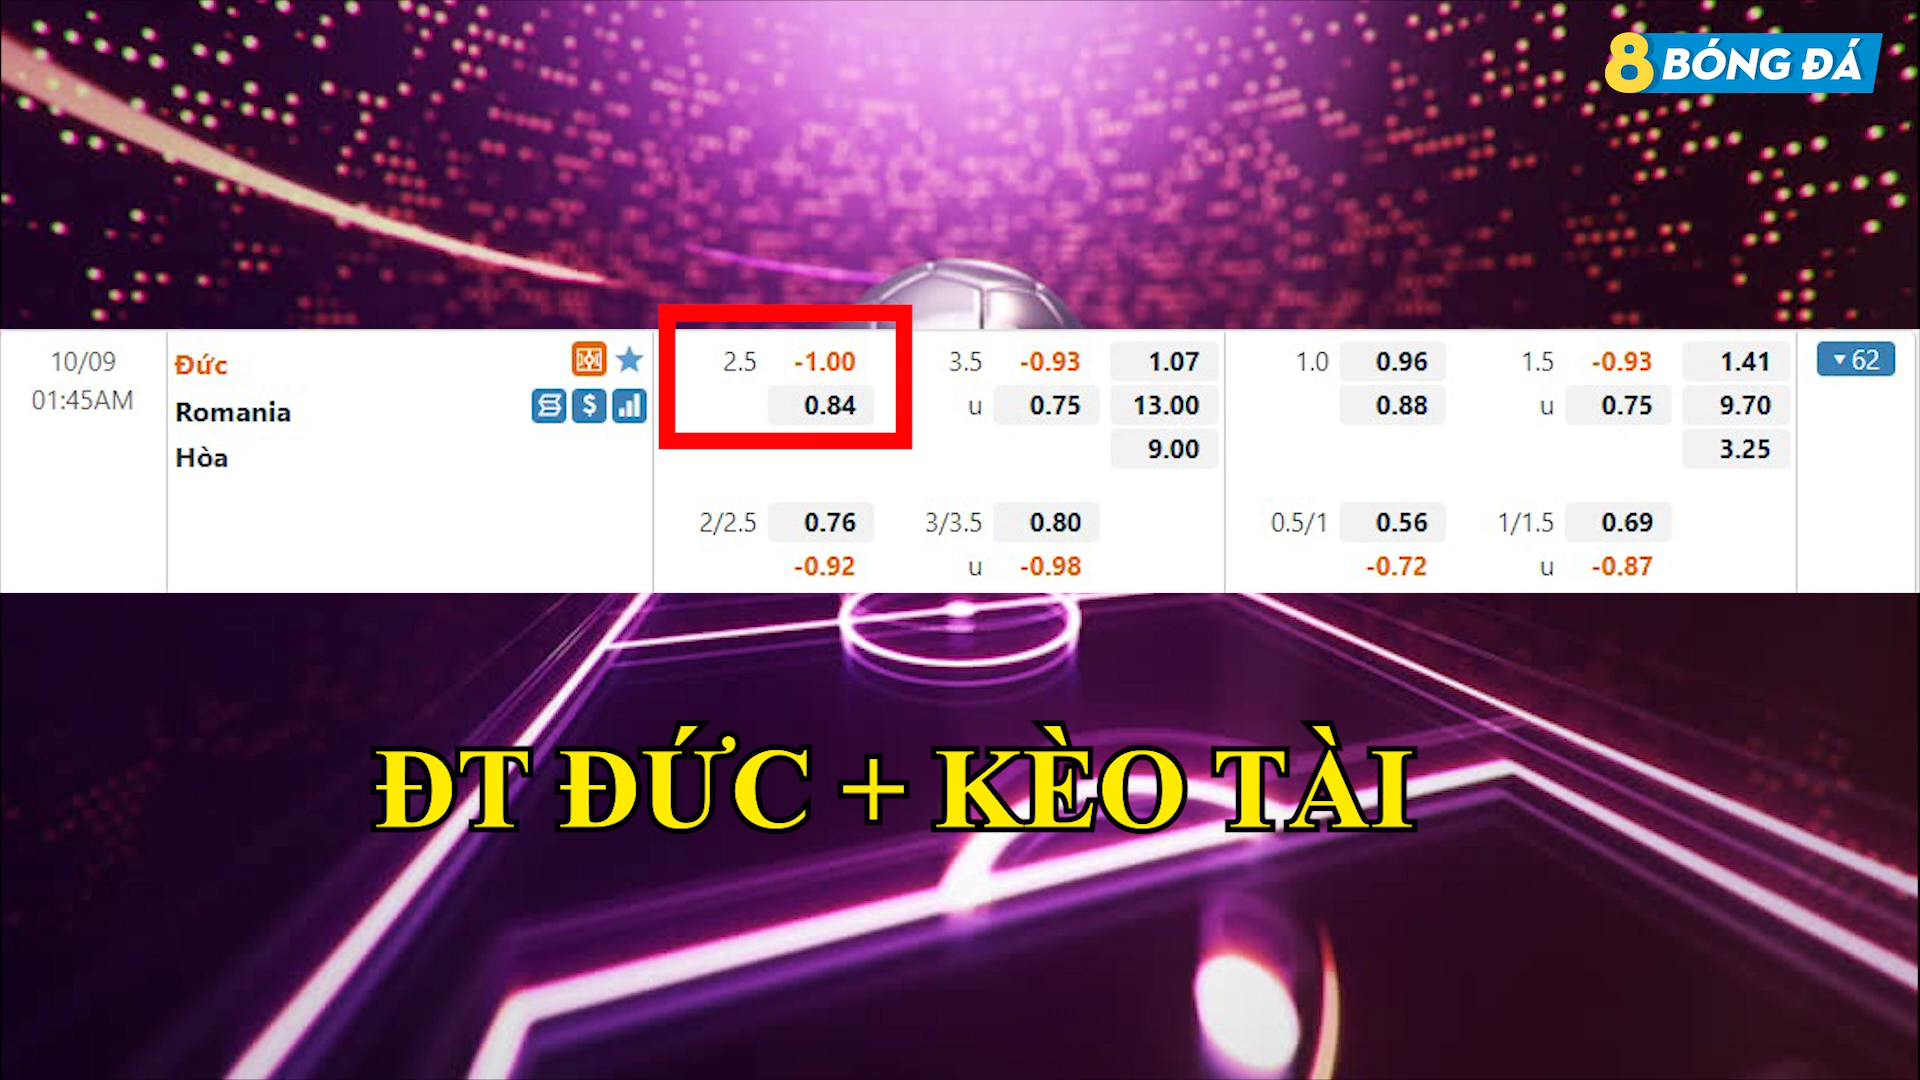 8 BÓNG ĐÁ
10/09 Đức 2.5 -1.00 3.5 -0.93 1.07 1.0 0.96 1.5 -0.93 1.41 62
01:45AM Romania $ 0.84 u 0.75 13.00 0.88 u 0.75 9.70
Hòa 9.00 3.25
2/2.5 0.76 3/3.5 0.80 0.5/1 0.56 1/1.5 0.69
-0.92 u -0.98 -0.72 u -0.87
ĐT ĐỨC + KÈO TÀI